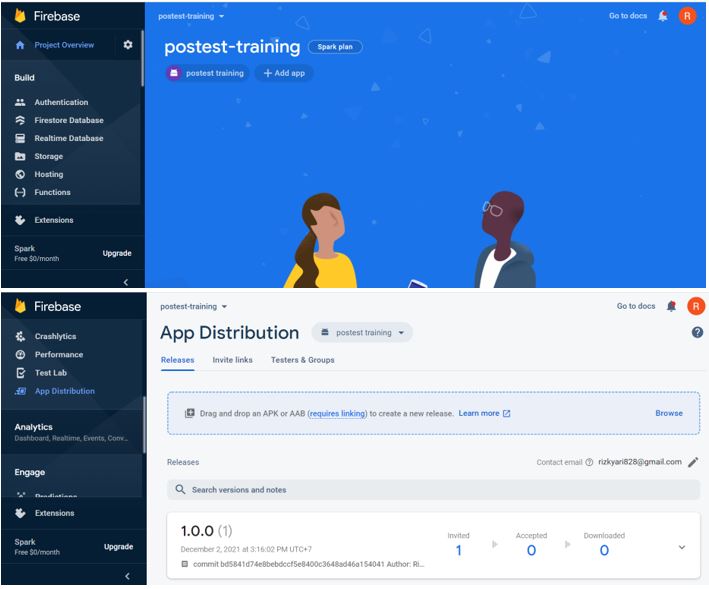 Firebase
postest-training
Go to docs
R
Project Overview
postest-training Spark plan
postest training
Add app
Build
Authentication
Firestore Database
Realtime Database
Storage
Hosting
Functions
Extensions
Spark
Free $0/month
Upgrade
Firebase
postest-training
Go to docs
R
App Distribution postest training
Crashlytics
Performance
Test Lab
App Distribution
Releases Invite links Testers & Groups
Drag and drop an APK or AAB (requires linking) to create a new release. Learn more
Browse
Analytics
Dashboard, Realtime, Events, Conv...
Engage
Predictions
Extensions
Spark
Free $0/month
Upgrade
Releases
Contact email rizkyari828@gmail.com
Search versions and notes
1.0.0 (1)
December 2, 2021 at 3:16:02 PM UTC+7
commit bd5841d74e8bebdccf5e8400c3648ad46a154041 Author: Ri...
Invited Accepted Downloaded
1 0 0